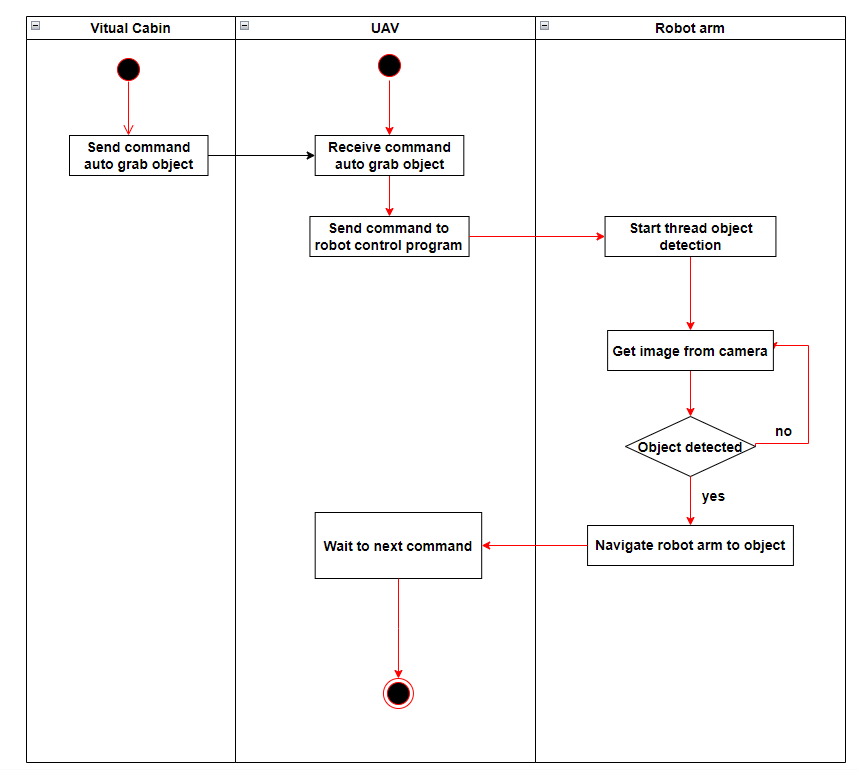 Vitual Cabin
UAV
Robot arm
Send command
auto grab object
Receive command
auto grab object
Send command to
robot control program
Start thread object
detection
Get image from camera
Object detected
no
yes
Navigate robot arm to object
Wait to next command